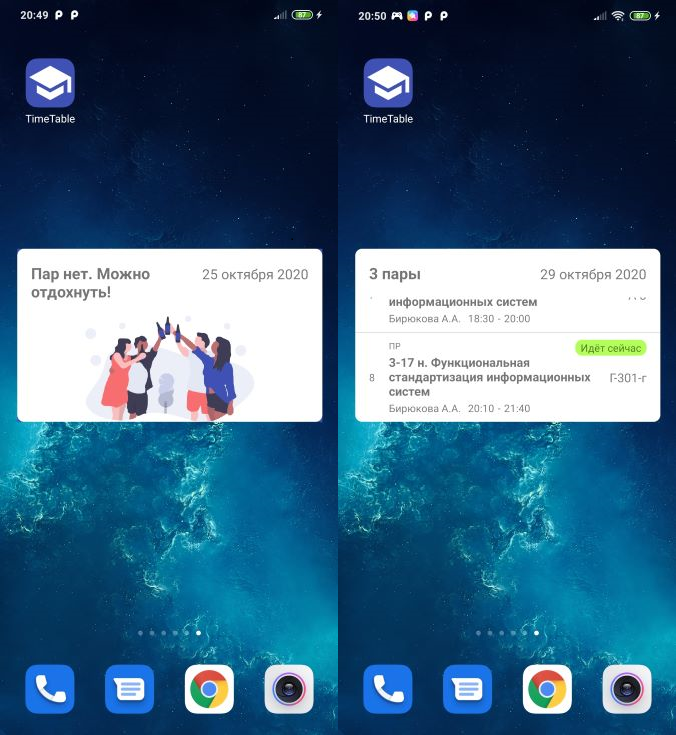 20:49
87
TimeTable
Пар нет. Можно
отдохнуть!
25 октября 2020
20:50
87
TimeTable
3 пары
29 октября 2020
информационных систем
Бирюкова А.А. 18:30 - 20:00
ПР
Идёт сейчас
3-17 н. Функциональная
8
стандартизация информационных
Г-301-г
систем
Бирюкова А.А. 20:10 - 21:40